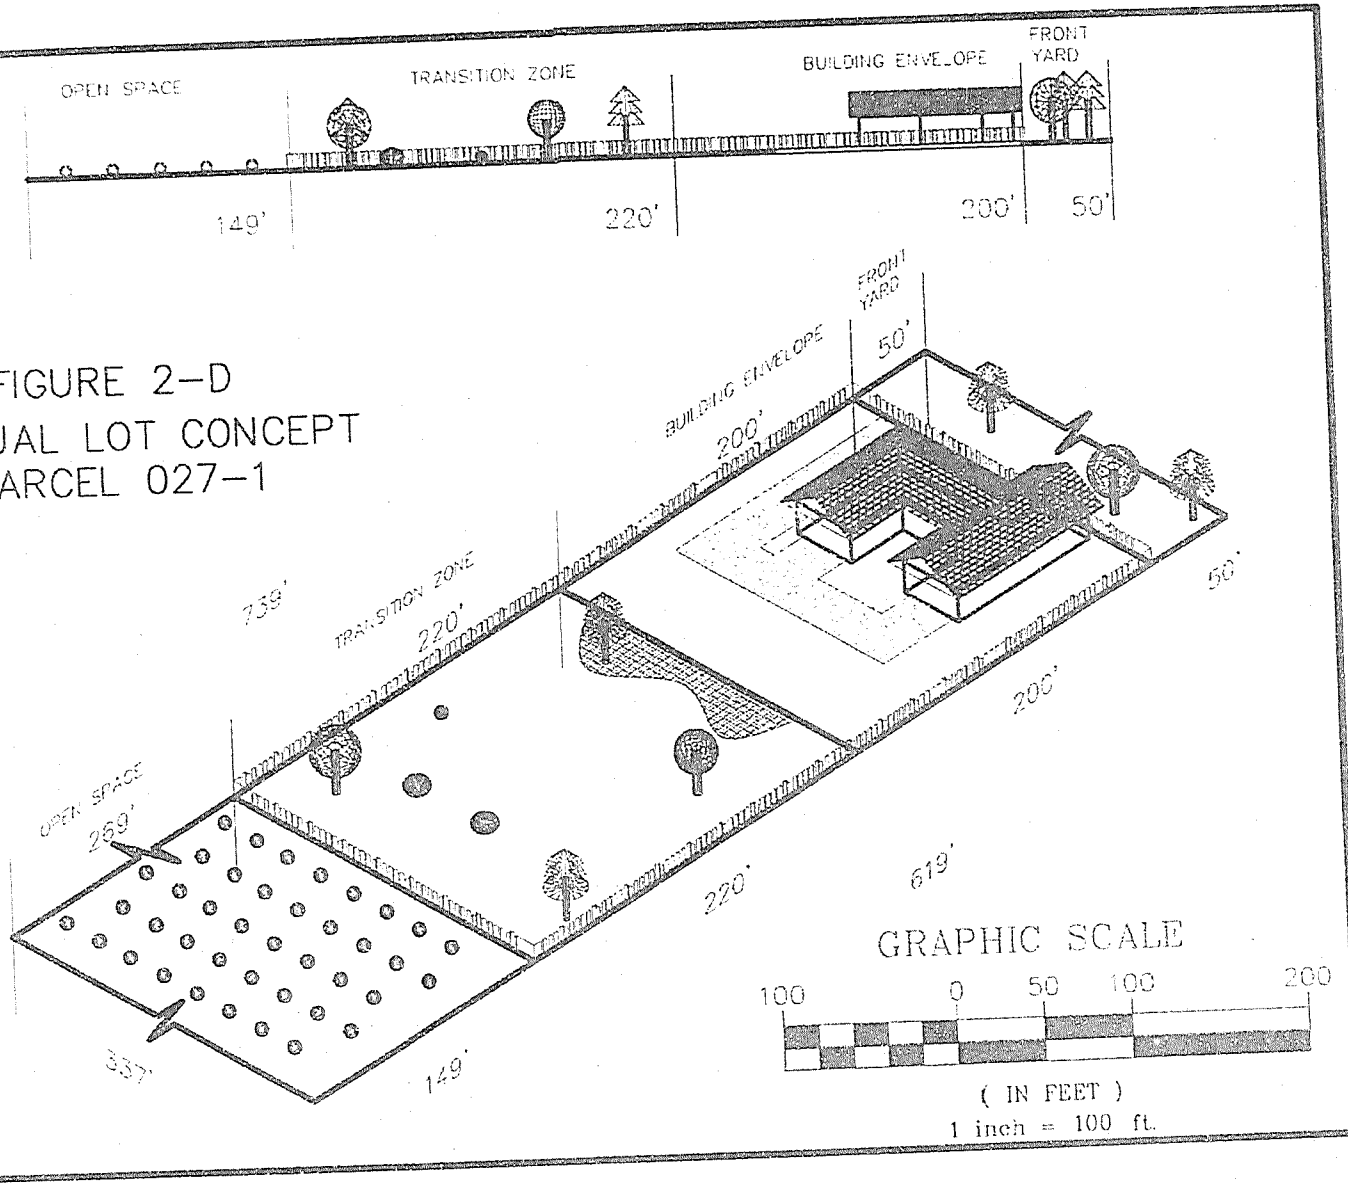 OPEN SPACE
TRANSITION ZONE
BUILDING ENVELOPE
FRONT
YARD
149'
220'
200'
50'
FIGURE 2-D
UAL LOT CONCEPT
ARCEL 027-1
FRONT
YARD
50'
BUILDING ENVELOPE
200'
TRANSITION ZONE
220'
739'
OPEN SPACE
269'
337'
149'
220'
619'
200'
50'
GRAPHIC SCALE
100 0 50 100 200
( IN FEET )
1 inch = 100 ft.